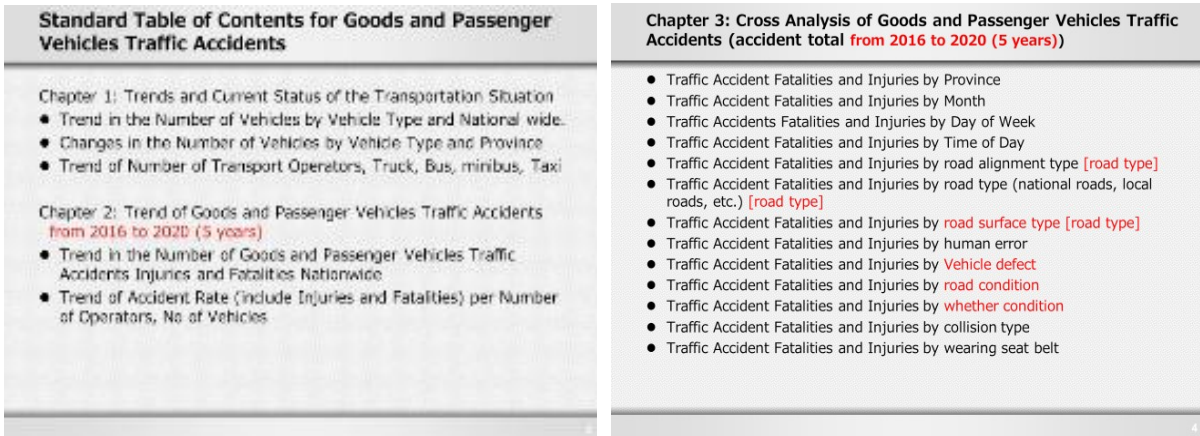 Standard Table of Contents for Goods and Passenger
Vehicles Traffic Accidents
Chapter 1: Trends and Current Status of the Transportation Situation
● Trend in the Number of Vehicles by Vehicle Type and National wide.
● Changes in the Number of Vehicles by Vehicle Type and Province
● Trend of Number of Transport Operators, Truck, Bus, minibus, Taxi
Chapter 2: Trend of Goods and Passenger Vehicles Traffic Accidents
from 2016 to 2020 (5 years)
● Trend in the Number of Goods and Passenger Vehicles Traffic
Accidents Injuries and Fatalities Nationwide
● Trend of Accident Rate (include Injuries and Fatalities) per Number
of Operators, No of Vehicles
Chapter 3: Cross Analysis of Goods and Passenger Vehicles Traffic
Accidents (accident total from 2016 to 2020 (5 years))
● Traffic Accident Fatalities and Injuries by Province
● Traffic Accident Fatalities and Injuries by Month
● Traffic Accidents Fatalities and Injuries by Day of Week
● Traffic Accident Fatalities and Injuries by Time of Day
● Traffic Accident Fatalities and Injuries by road alignment type [road type]
● Traffic Accident Fatalities and Injuries by road type (national roads, local
roads, etc.) [road type]
● Traffic Accident Fatalities and Injuries by road surface type [road type]
● Traffic Accident Fatalities and Injuries by human error
● Traffic Accident Fatalities and Injuries by Vehicle defect
● Traffic Accident Fatalities and Injuries by road condition
● Traffic Accident Fatalities and Injuries by whether condition
● Traffic Accident Fatalities and Injuries by collision type
● Traffic Accident Fatalities and Injuries by wearing seat belt
4